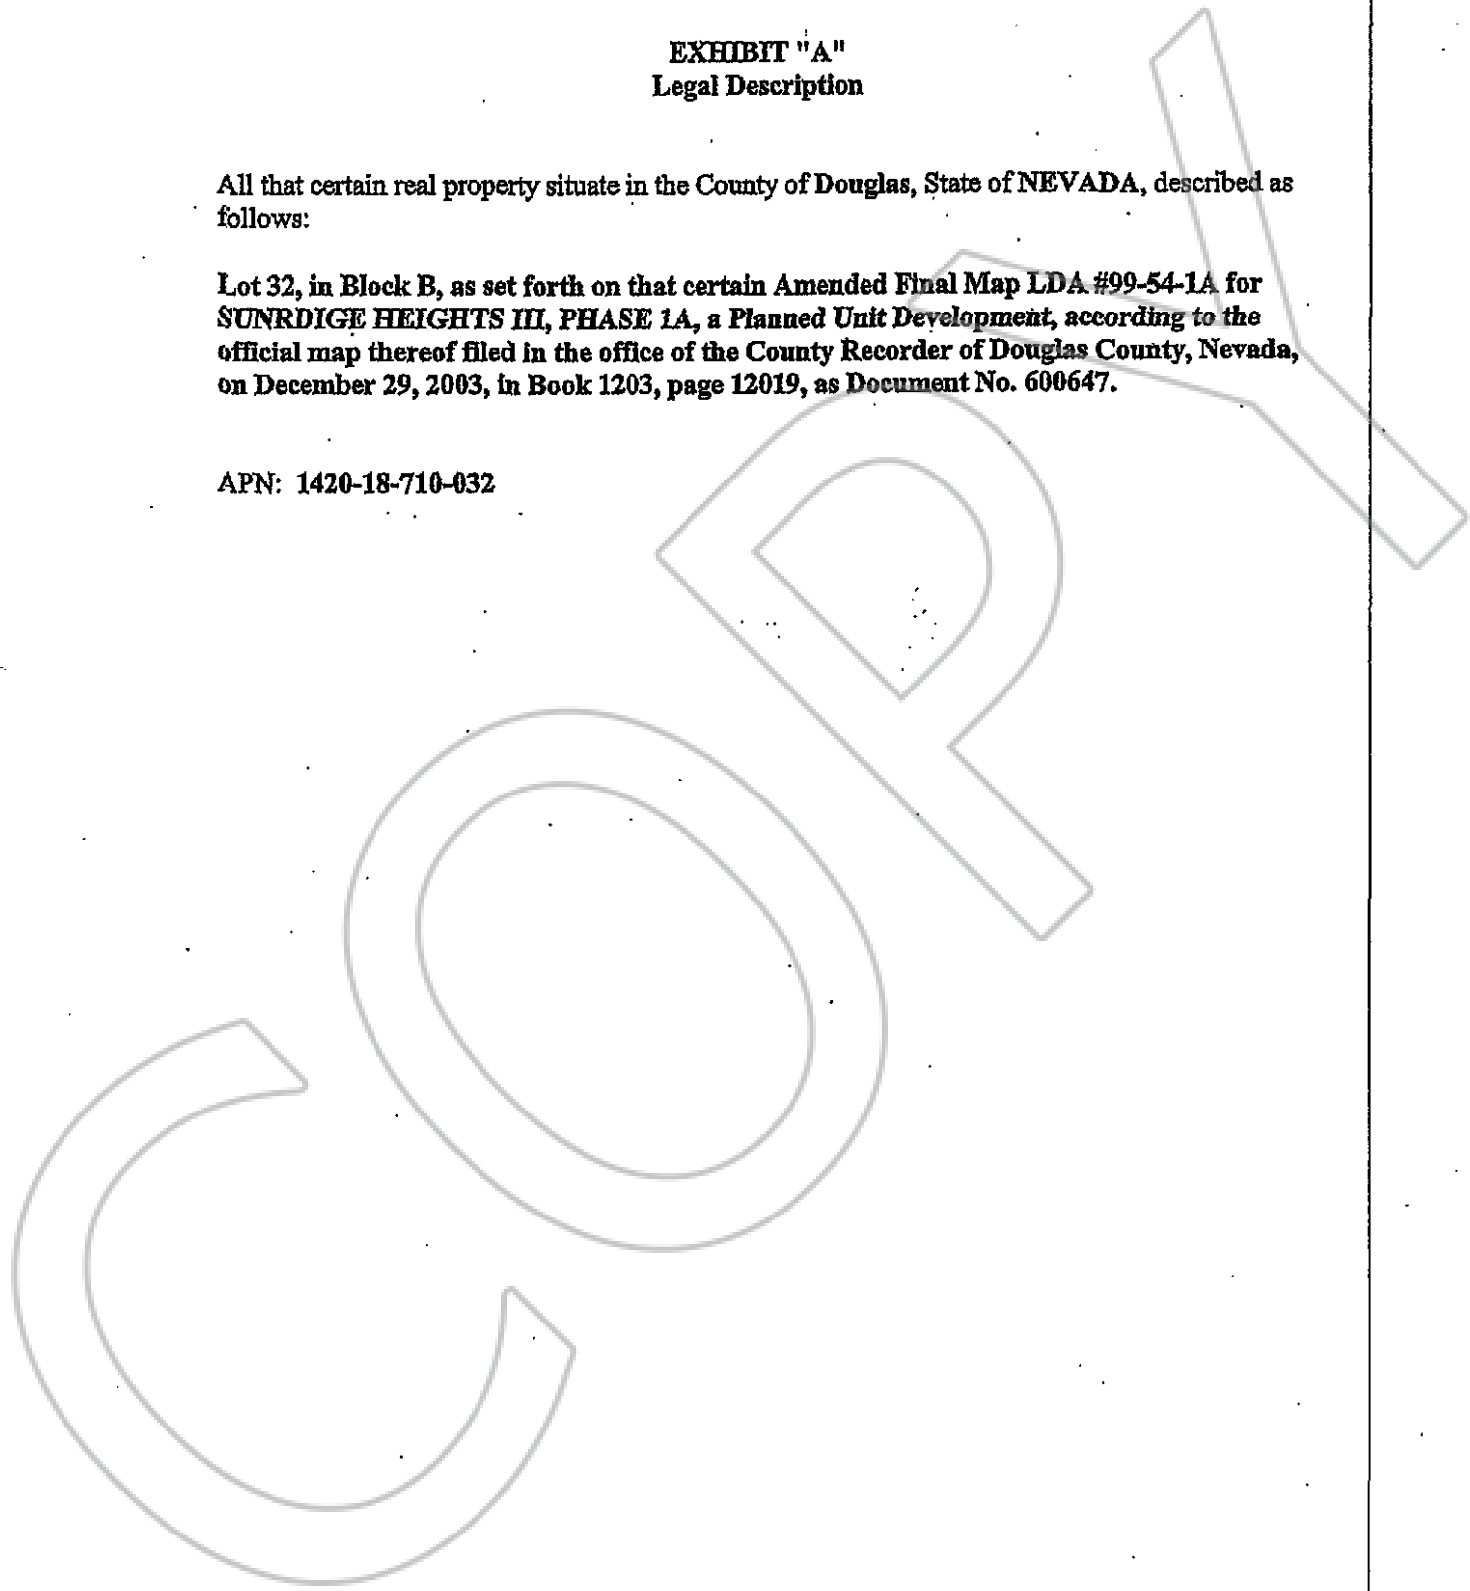 EXHIBIT "A"
Legal Description
All that certain real property situate in the County of Douglas, State of NEVADA, described as
follows:
Lot 32, in Block B, as set forth on that certain Amended Final Map LDA #99-54-1A for
SUNRDIGE HEIGHTS III, PHASE 1A, a Planned Unit Development, according to the
official map thereof filed in the office of the County Recorder of Douglas County, Nevada,
on December 29, 2003, in Book 1203, page 12019, as Document No. 600647.
APN: 1420-18-710-032
COPY